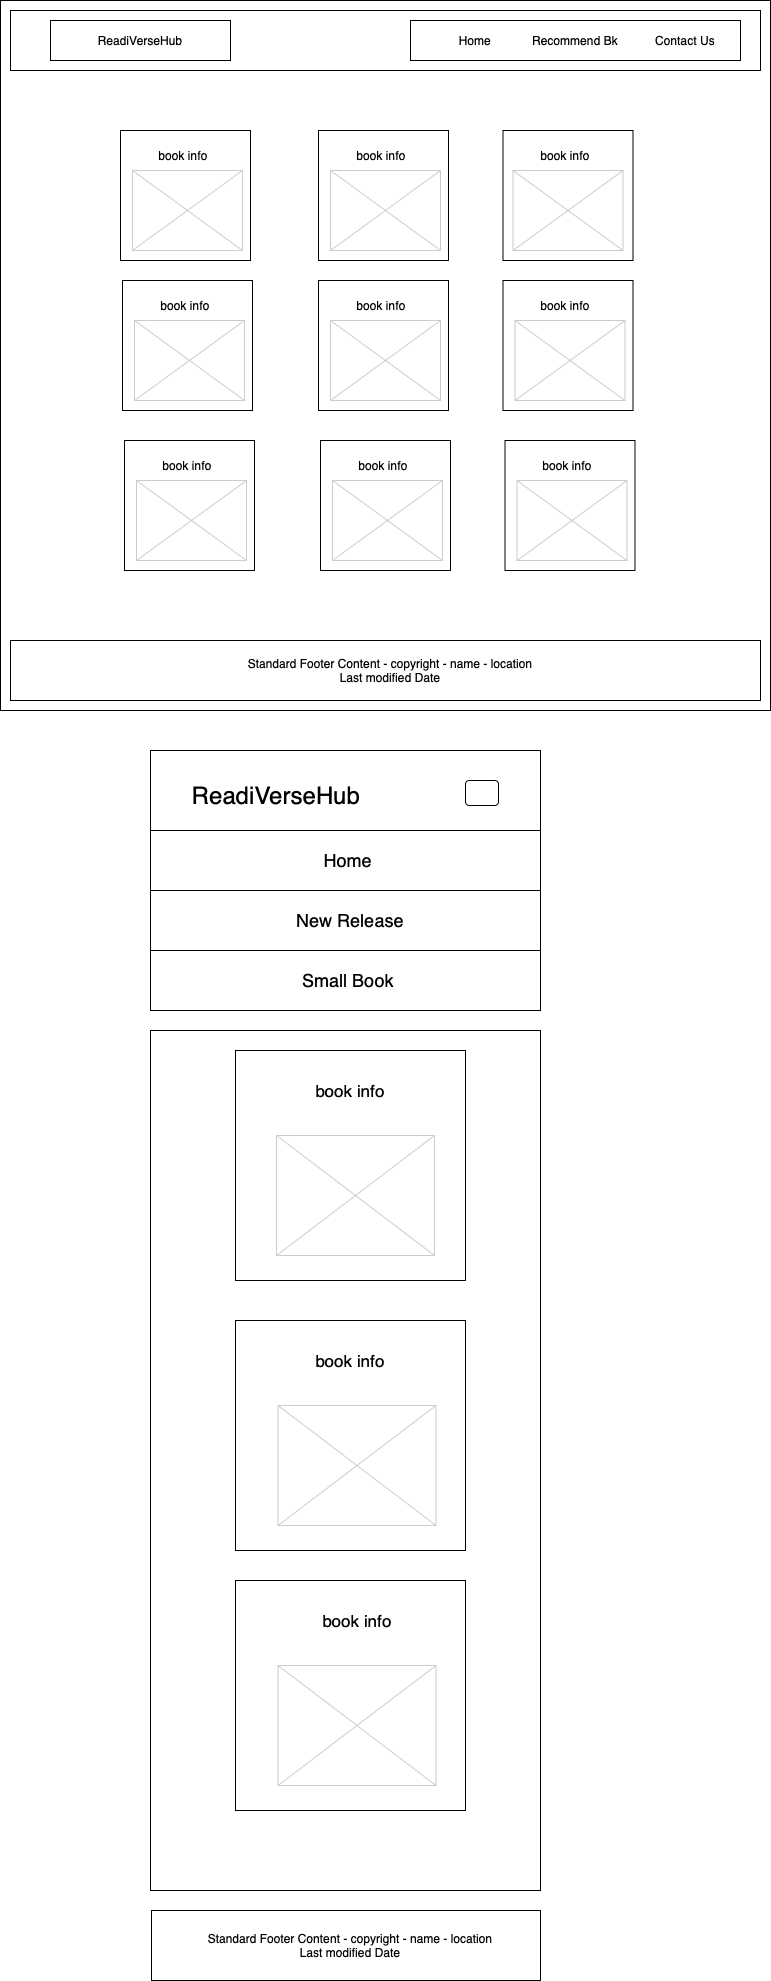 ReadiVerseHub
Home Recommend Bk Contact Us
book info book info book info
book info book info book info
book info book info book info
Standard Footer Content - copyright - name - location
Last modified Date
ReadiVerseHub
Home
New Release
Small Book
book info
book info
book info
Standard Footer Content - copyright - name - location
Last modified Date